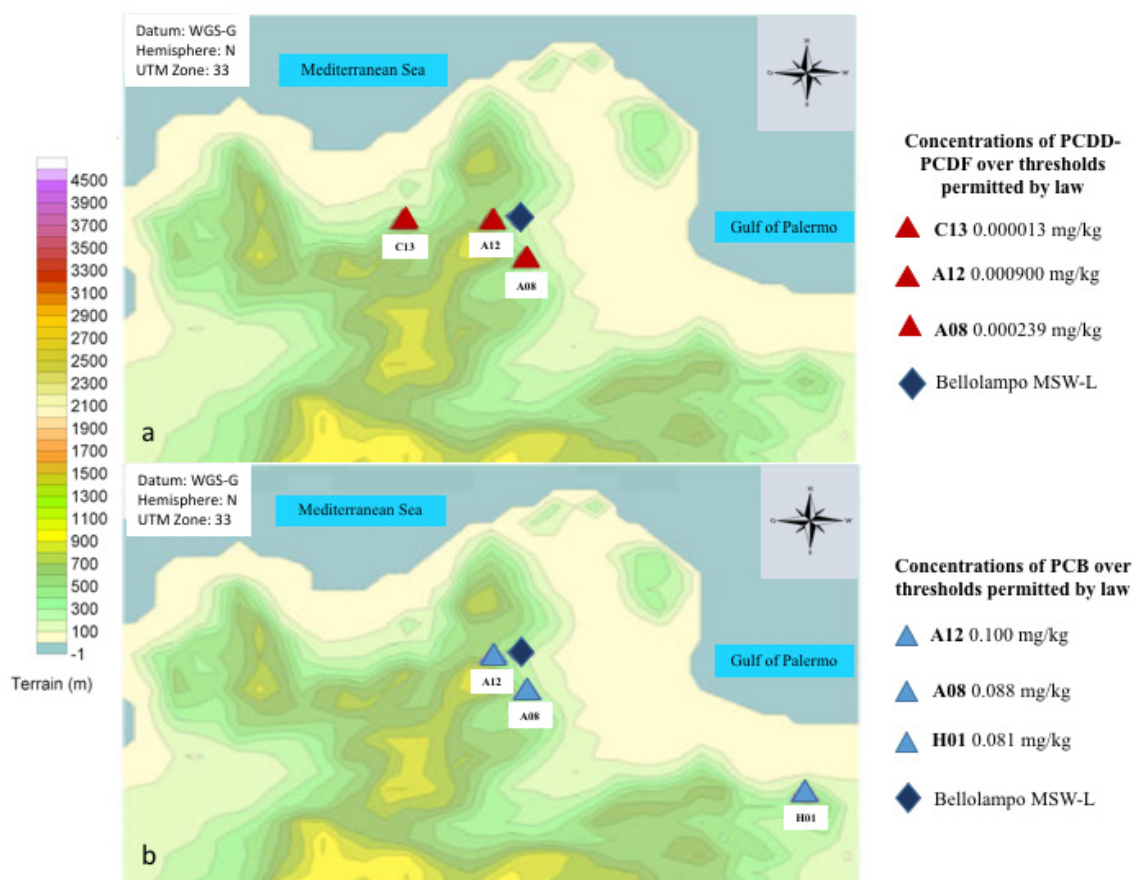 Datum: WGS-G
Hemisphere: N
UTM Zone: 33
Mediterranean Sea
Gulf of Palermo
C13
A12
A08
a
Concentrations of PCDD-
PCDF over thresholds
permitted by law
C13 0.000013 mg/kg
A12 0.000900 mg/kg
A08 0.000239 mg/kg
Bellolampo MSW-L
4500
3900
3700
3500
3300
3100
2900
2700
2500
2300
2100
1900
1700
1500
1300
1100
900
700
500
300
100
-1
Terrain (m)
Datum: WGS-G
Hemisphere: N
UTM Zone: 33
Mediterranean Sea
Gulf of Palermo
A12
A08
H01
b
Concentrations of PCB over
thresholds permitted by law
A12 0.100 mg/kg
A08 0.088 mg/kg
H01 0.081 mg/kg
Bellolampo MSW-L